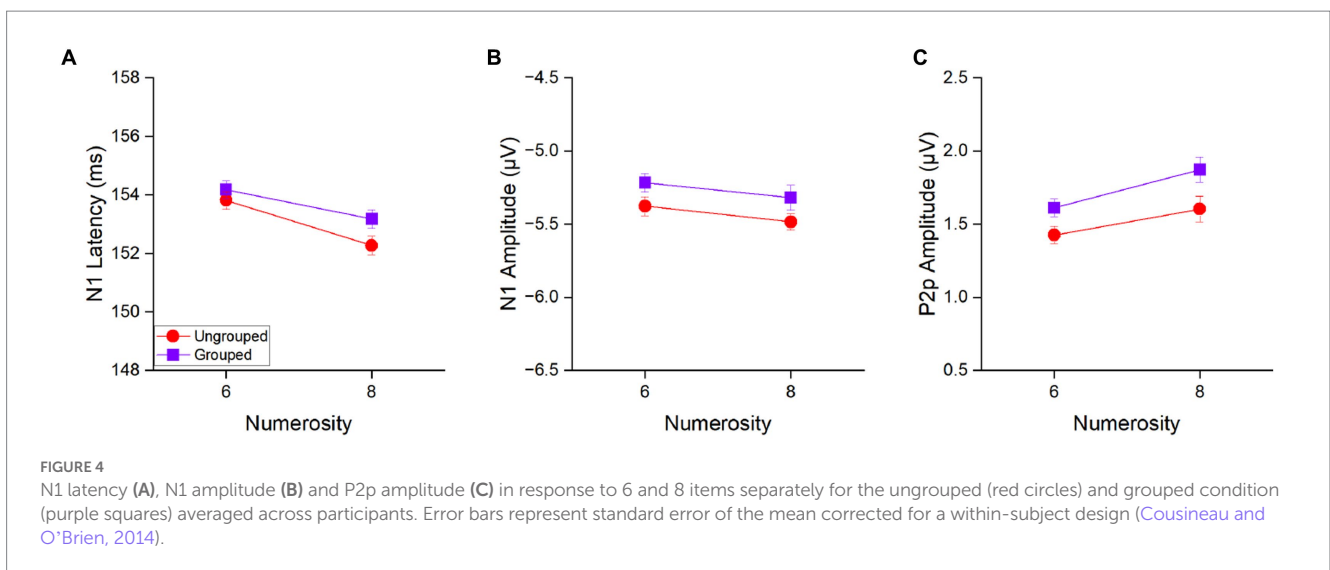 A
158
156
154
152
150
148
N1 Latency (ms)
Ungrouped
Grouped
6
8
Numerosity
B
−4.5
−5.0
−5.5
−6.0
−6.5
N1 Amplitude (µV)
6
8
Numerosity
C
2.5
2.0
1.5
1.0
0.5
P2p Amplitude (µV)
6
8
Numerosity
FIGURE 4
N1 latency (A), N1 amplitude (B) and P2p amplitude (C) in response to 6 and 8 items separately for the ungrouped (red circles) and grouped condition
(purple squares) averaged across participants. Error bars represent standard error of the mean corrected for a within-subject design (Cousineau and
O’Brien, 2014).